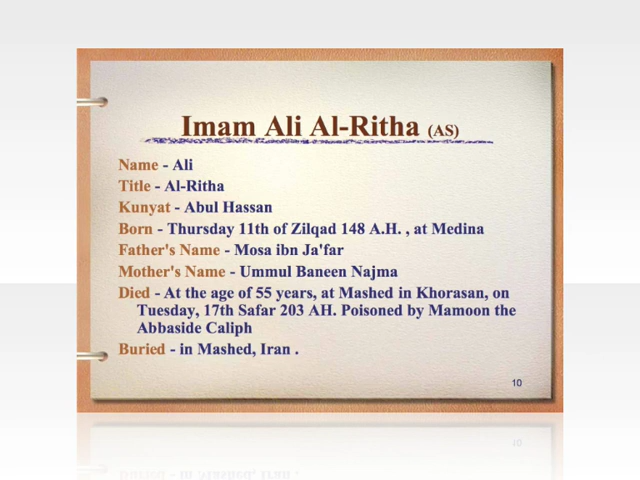 Imam Ali Al-Ritha (AS)
Name - Ali
Title - Al-Ritha
Kunyat - Abul Hassan
Born - Thursday 11th of Zilqad 148 A.H. , at Medina
Father's Name - Mosa ibn Ja'far
Mother's Name - Ummul Baneen Najma
Died - At the age of 55 years, at Mashed in Khorasan, on
Tuesday, 17th Safar 203 AH. Poisoned by Mamoon the
Abbaside Caliph
Buried - in Mashed, Iran .
10